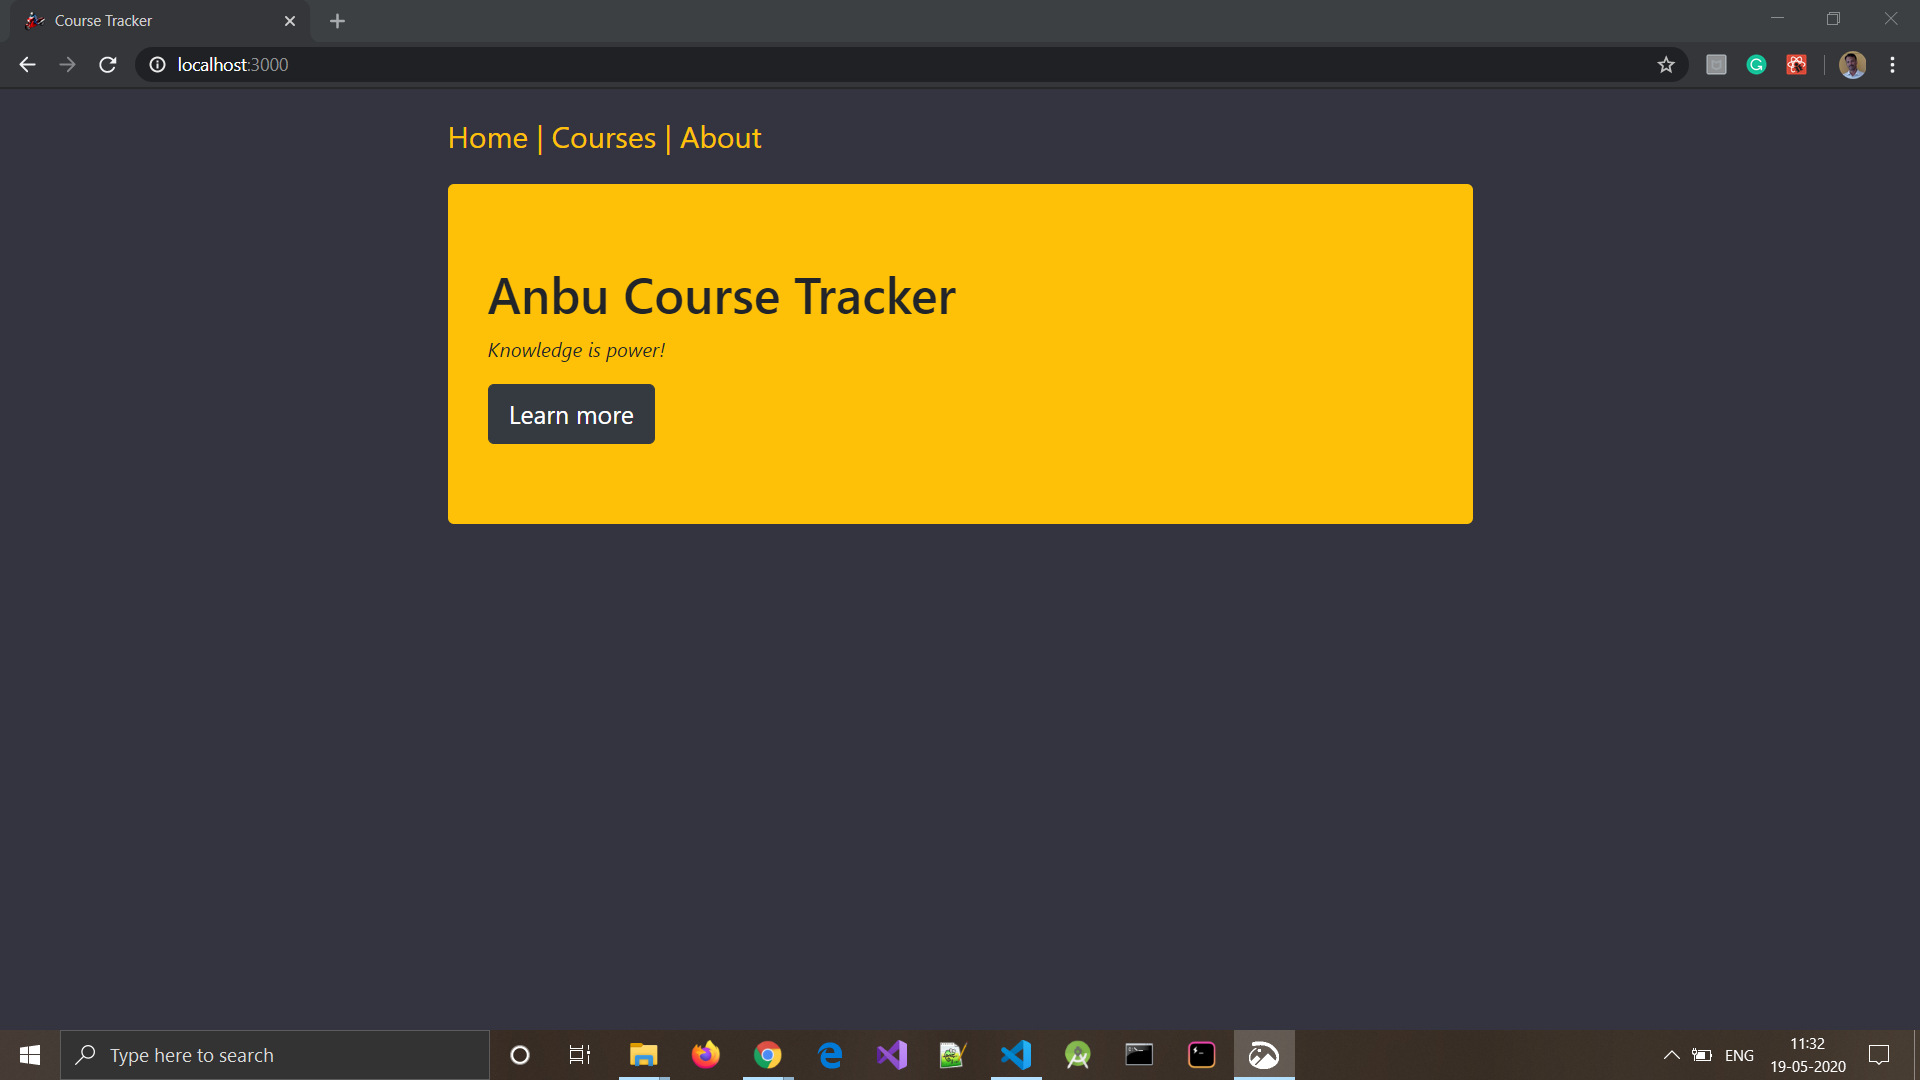 Course Tracker
localhost:3000
Home | Courses | About
Anbu Course Tracker
Knowledge is power!
Learn more
Type here to search
ENG
11:32
19-05-2020